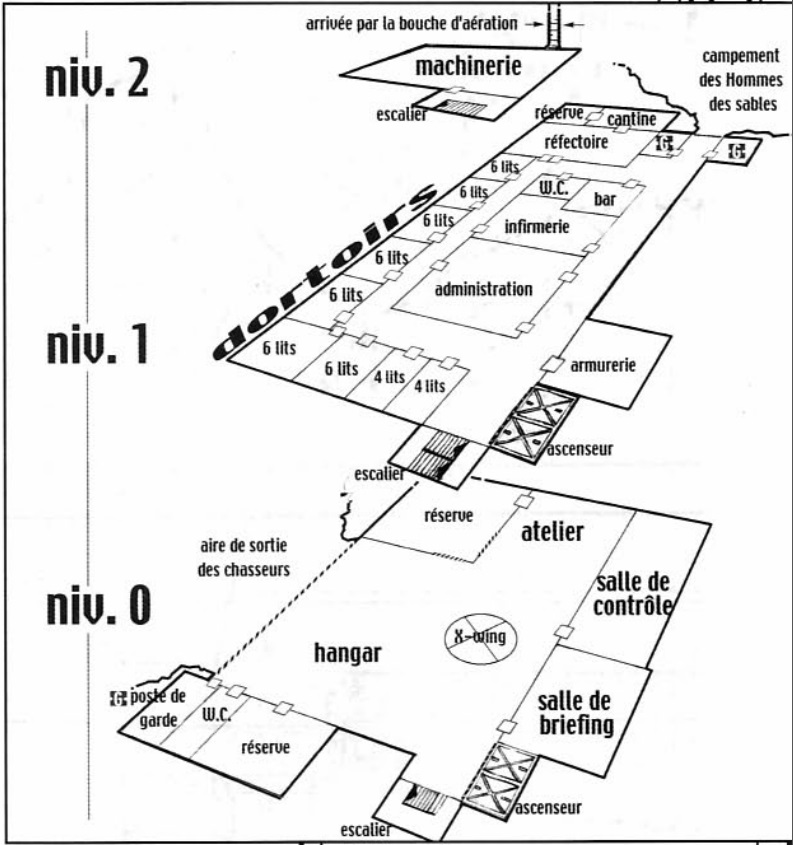 arrivée par la bouche d'aération
niv. 2
machinerie
escalier
campement
des Hommes
des sables
réserve
cantine
réfectoire
G
G
6 lits
W.C.
bar
6 lits
6 lits
infirmerie
6 lits
dortoirs
administration
6 lits
niv. 1
6 lits
6 lits
4 lits
4 lits
armurerie
ascenseur
escalier
réserve
atelier
aire de sortie
des chasseurs
salle de
contrôle
niv. 0
X-wing
hangar
G poste de
garde
W.C.
réserve
salle de
briefing
ascenseur
escalier